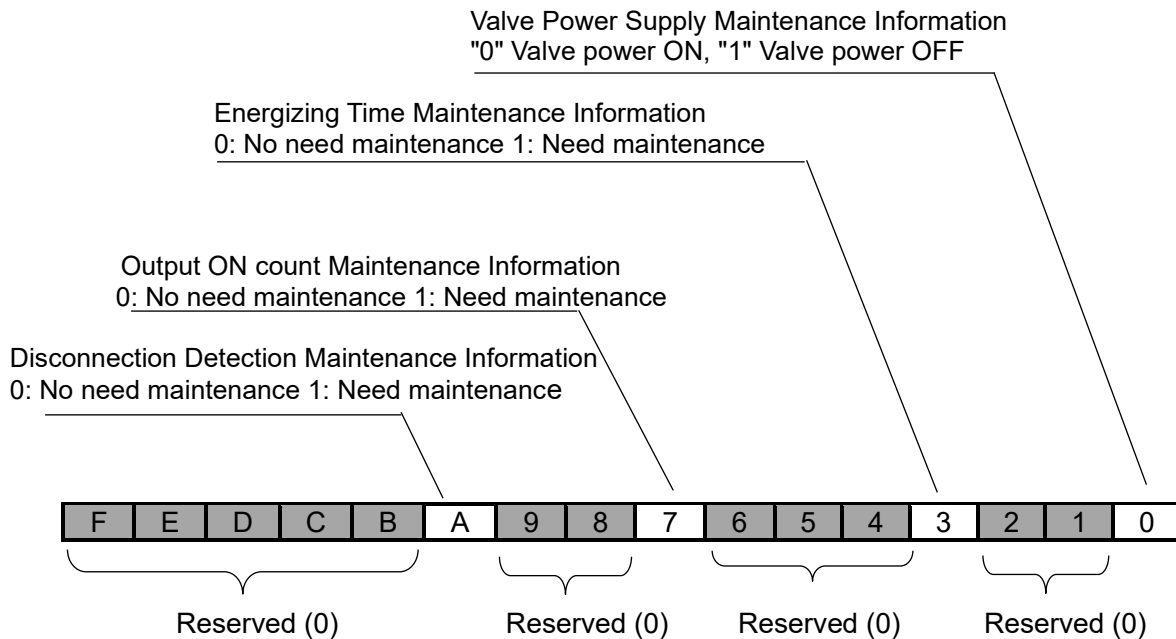 Valve Power Supply Maintenance Information
"0" Valve power ON, "1" Valve power OFF
Energizing Time Maintenance Information
0: No need maintenance 1: Need maintenance
Output ON count Maintenance Information
0: No need maintenance 1: Need maintenance
Disconnection Detection Maintenance Information
0: No need maintenance 1: Need maintenance
F E D C B A 9 8 7 6 5 4 3 2 1 0
Reserved (0) Reserved (0) Reserved (0) Reserved (0)